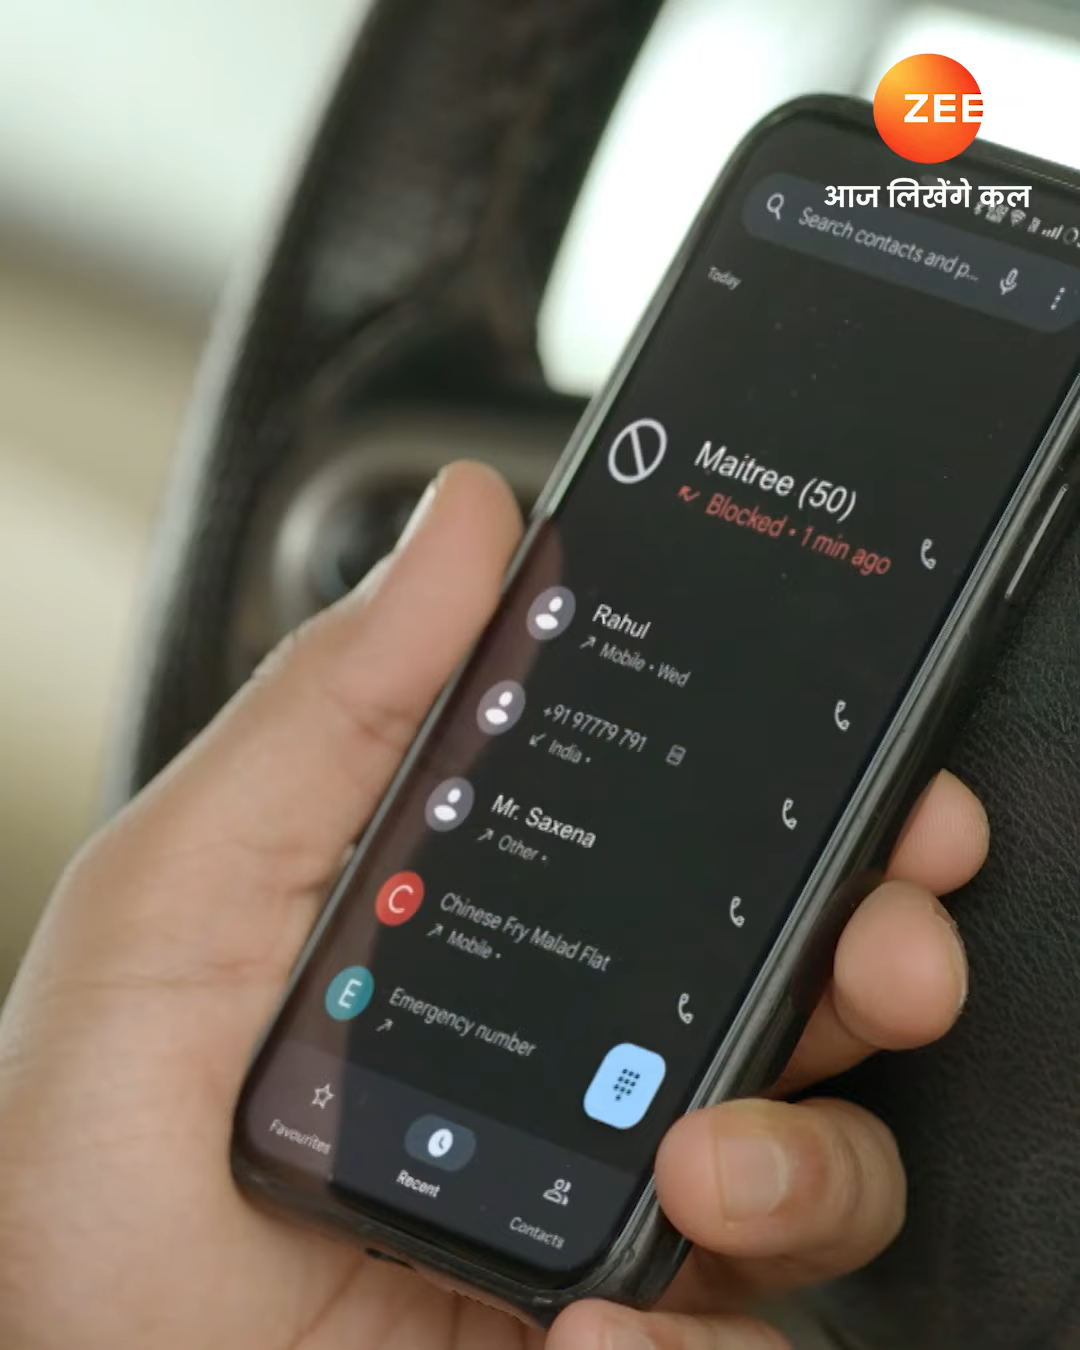 ZEE
आज लिखेंगे कल
Search contacts and p...
Today
Maitree (50)
Blocked • 1 min ago
Rahul
Mobile • Wed
+91 97779 791
India •
Mr. Saxena
Other •
Chinese Fry Malad Flat
Mobile •
E
Emergency number
C
Favourites
Recent
Contacts